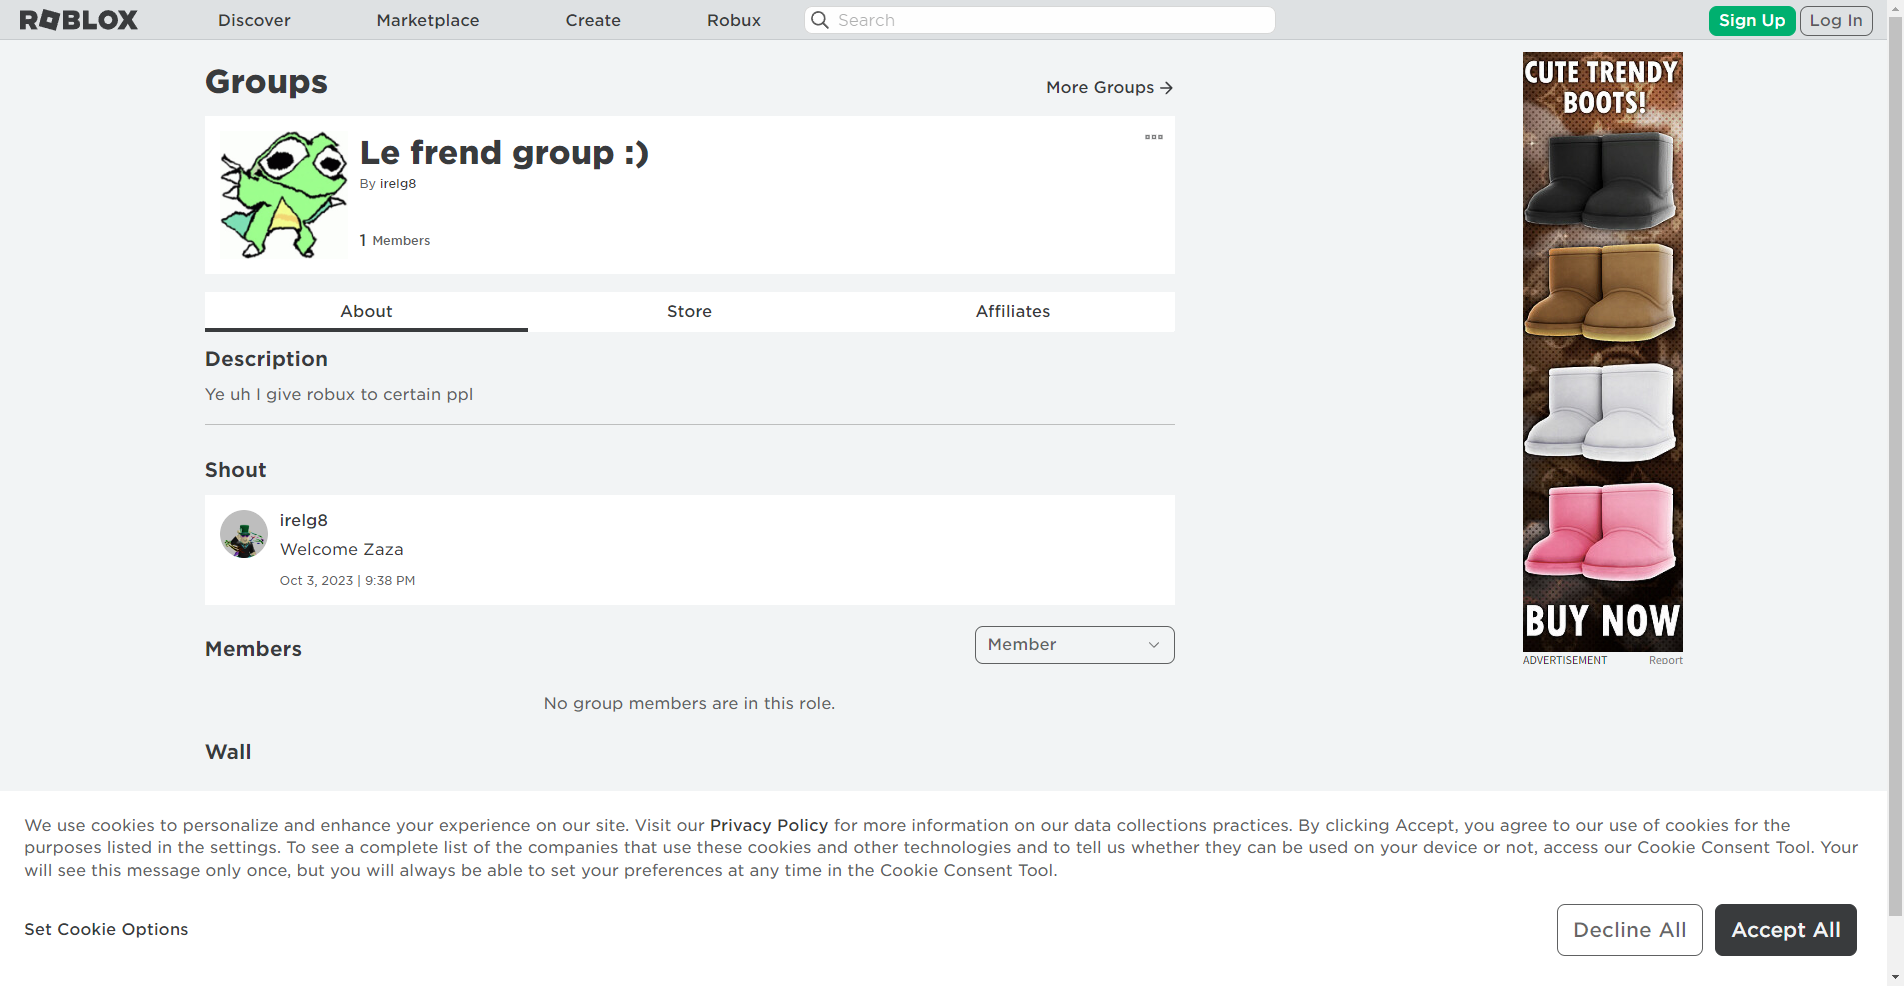 ROBLOX
Discover
Marketplace
Create
Robux
Search
Sign Up
Log In
Groups
More Groups
Le frend group :)
By irelg8
1 Members
About
Store
Affiliates
Description
Ye uh I give robux to certain ppl
Shout
irelg8
Welcome Zaza
Oct 3, 2023 | 9:38 PM
Members
Member
No group members are in this role.
Wall
CUTE TRENDY
BOOTS!
BUY NOW
ADVERTISEMENT
Report
We use cookies to personalize and enhance your experience on our site. Visit our Privacy Policy for more information on our data collections practices. By clicking Accept, you agree to our use of cookies for the
purposes listed in the settings. To see a complete list of the companies that use these cookies and other technologies and to tell us whether they can be used on your device or not, access our Cookie Consent Tool. Your
will see this message only once, but you will always be able to set your preferences at any time in the Cookie Consent Tool.
Set Cookie Options
Decline All
Accept All